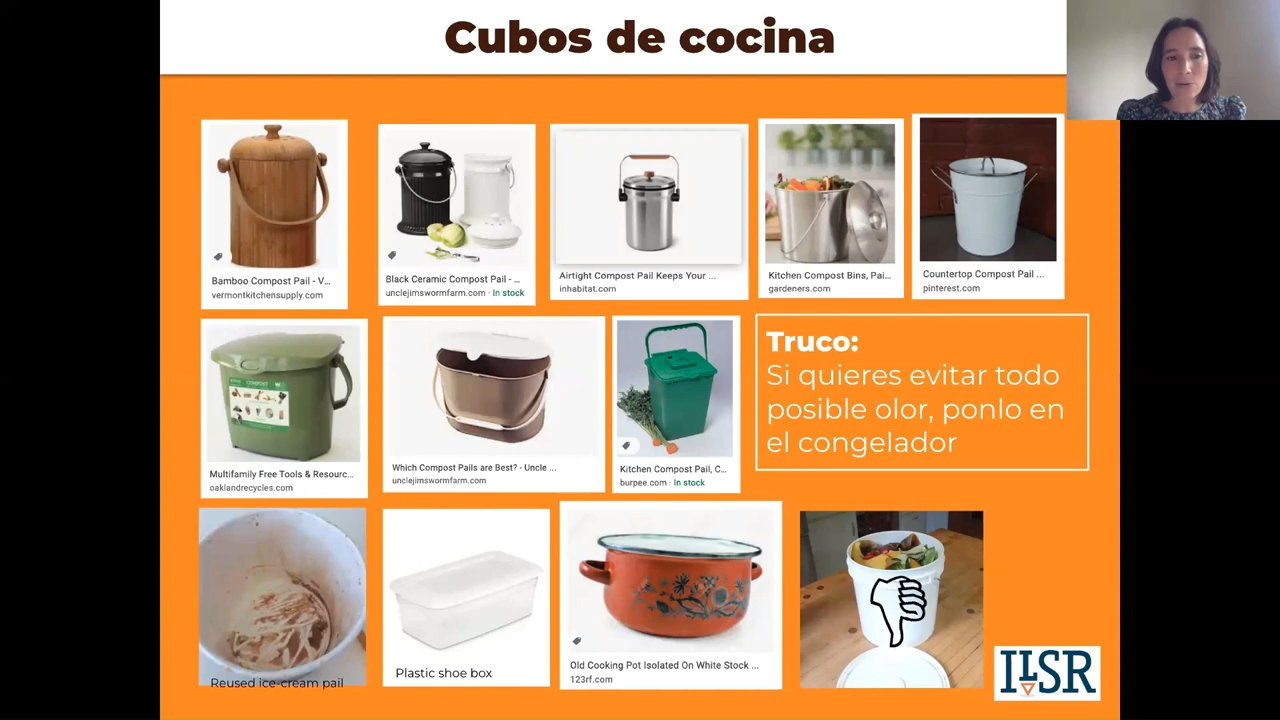 Cubos de cocina
Bamboo Compost Pail - V...
vermontkitchensupply.com
Black Ceramic Compost Pail - ...
unclejimswormfarm.com · In stock
Airtight Compost Pail Keeps Your ...
inhabitat.com
Kitchen Compost Bins, Pai...
gardeners.com
Countertop Compost Pail ...
pinterest.com
COMPOST
Multifamily Free Tools & Resourc...
oaklandrecycles.com
Which Compost Pails are Best? - Uncle ...
unclejimswormfarm.com
Kitchen Compost Pail, C...
burpee.com · In stock
Truco:
Si quieres evitar todo
posible olor, ponlo en
el congelador
Reused ice-cream pail
Plastic shoe box
Old Cooking Pot Isolated On White Stock ...
123rf.com
ILSR